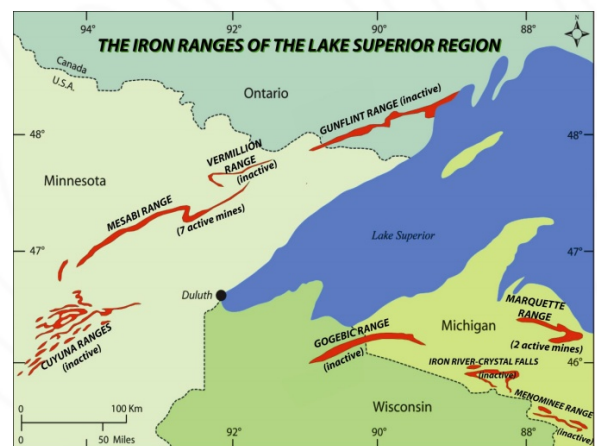 94°
92°
90°
88°
N
THE IRON RANGES OF THE LAKE SUPERIOR REGION
Canada
U.S.A.
Ontario
GUNFLINT RANGE (inactive)
48°
48°
VERMILLION
RANGE
(inactive)
Minnesota
MESABI RANGE
(7 active mines)
Lake Superior
47°
47°
Duluth
MARQUETTE
RANGE
(2 active mines)
GOGEBIC RANGE
(inactive)
Michigan
CUYUNA RANGES
(inactive)
IRON RIVER-CRYSTAL FALLS
(inactive)
46°
MENOMINEE RANGE
(inactive)
Wisconsin
0 100 Km
0 50 Miles
92°
90°
88°